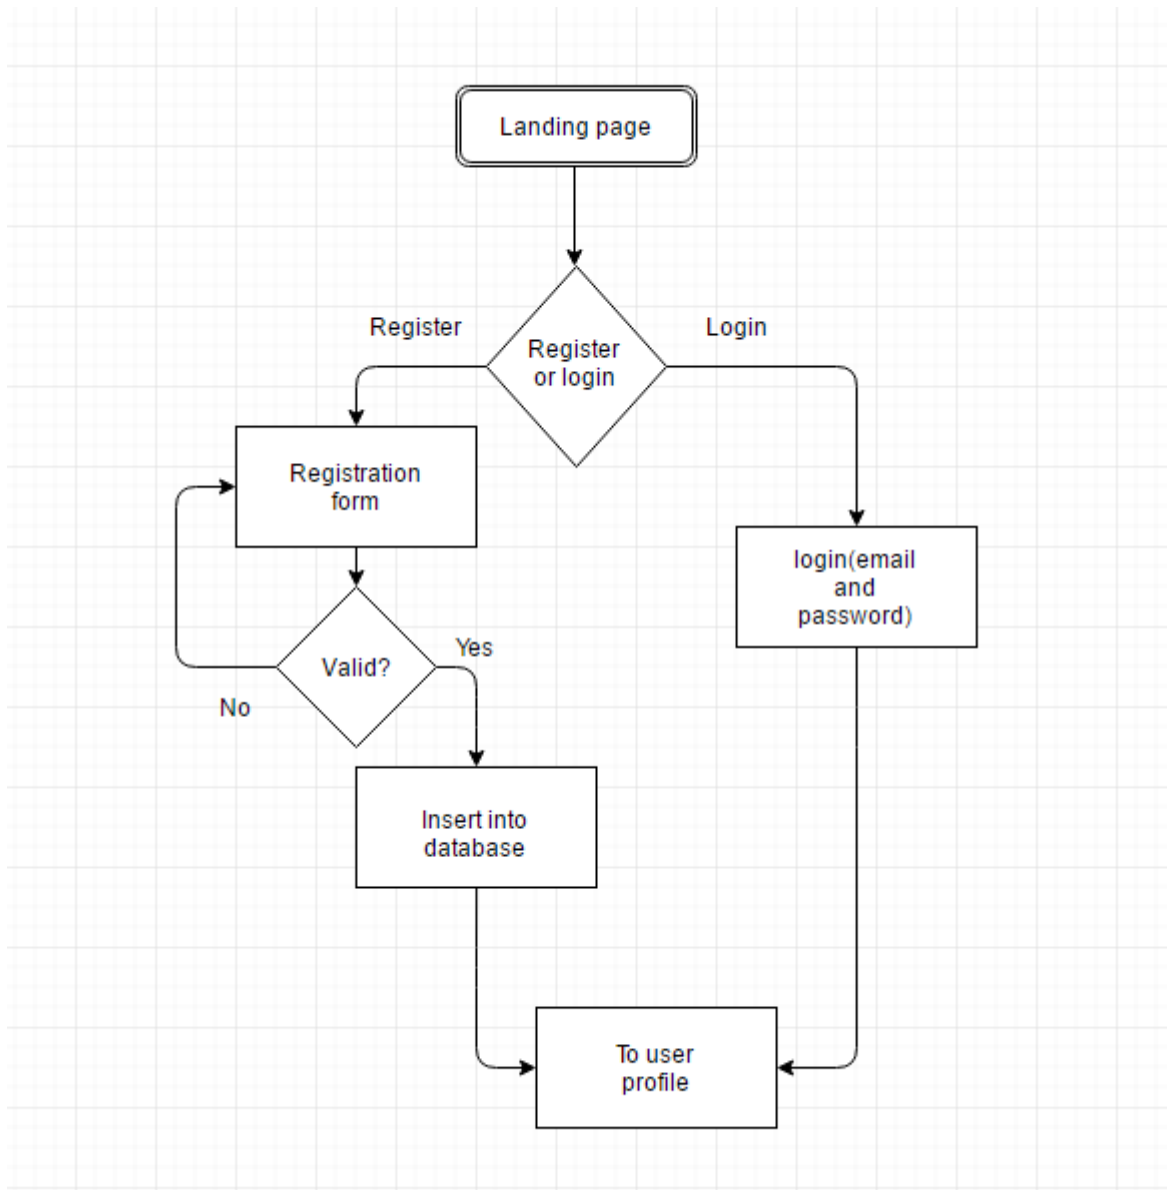 Landing page
Register
Login
Register
or login
Registration
form
login(email
and
password)
Yes
Valid?
No
Insert into
database
To user
profile